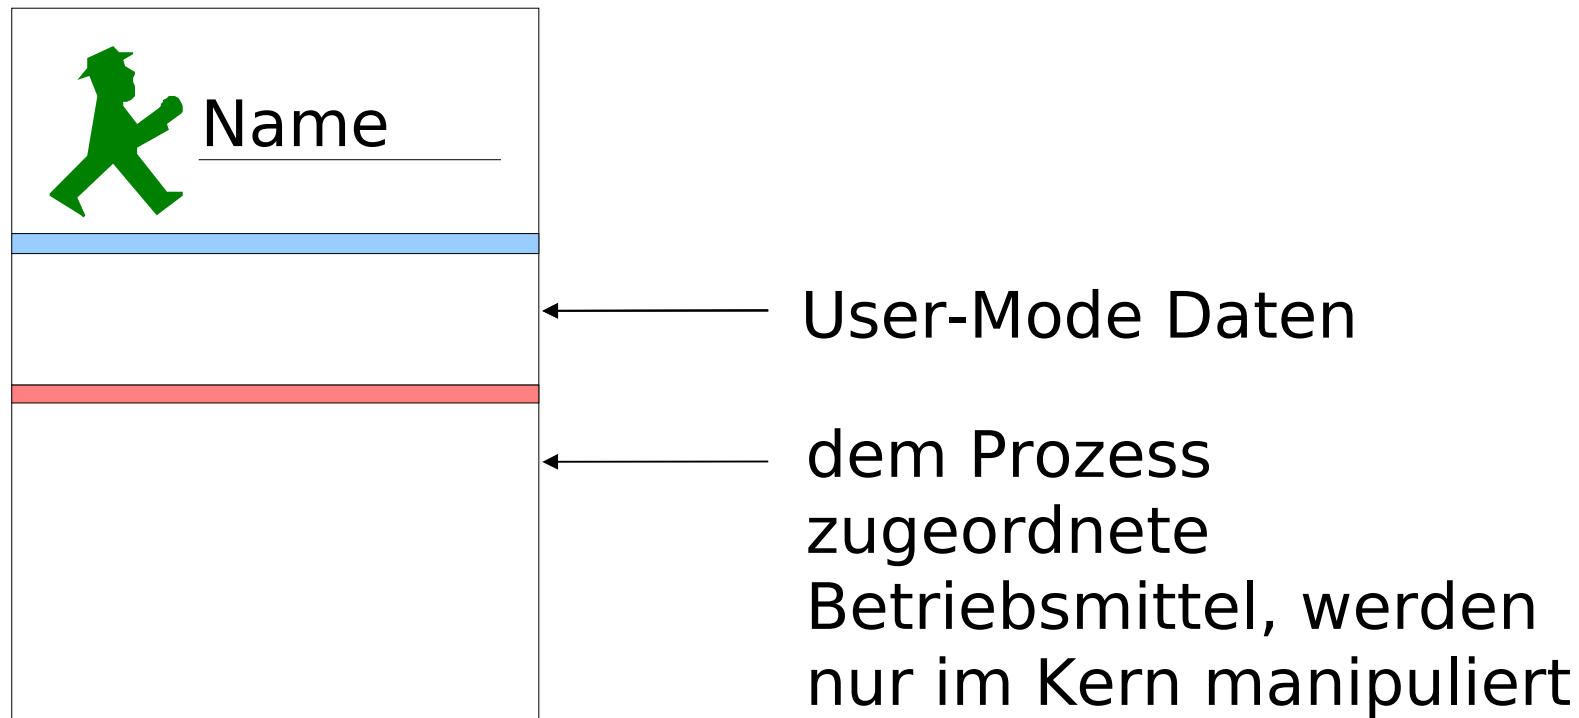 Name
User-Mode Daten
dem Prozess
zugeordnete
Betriebsmittel, werden
nur im Kern manipuliert